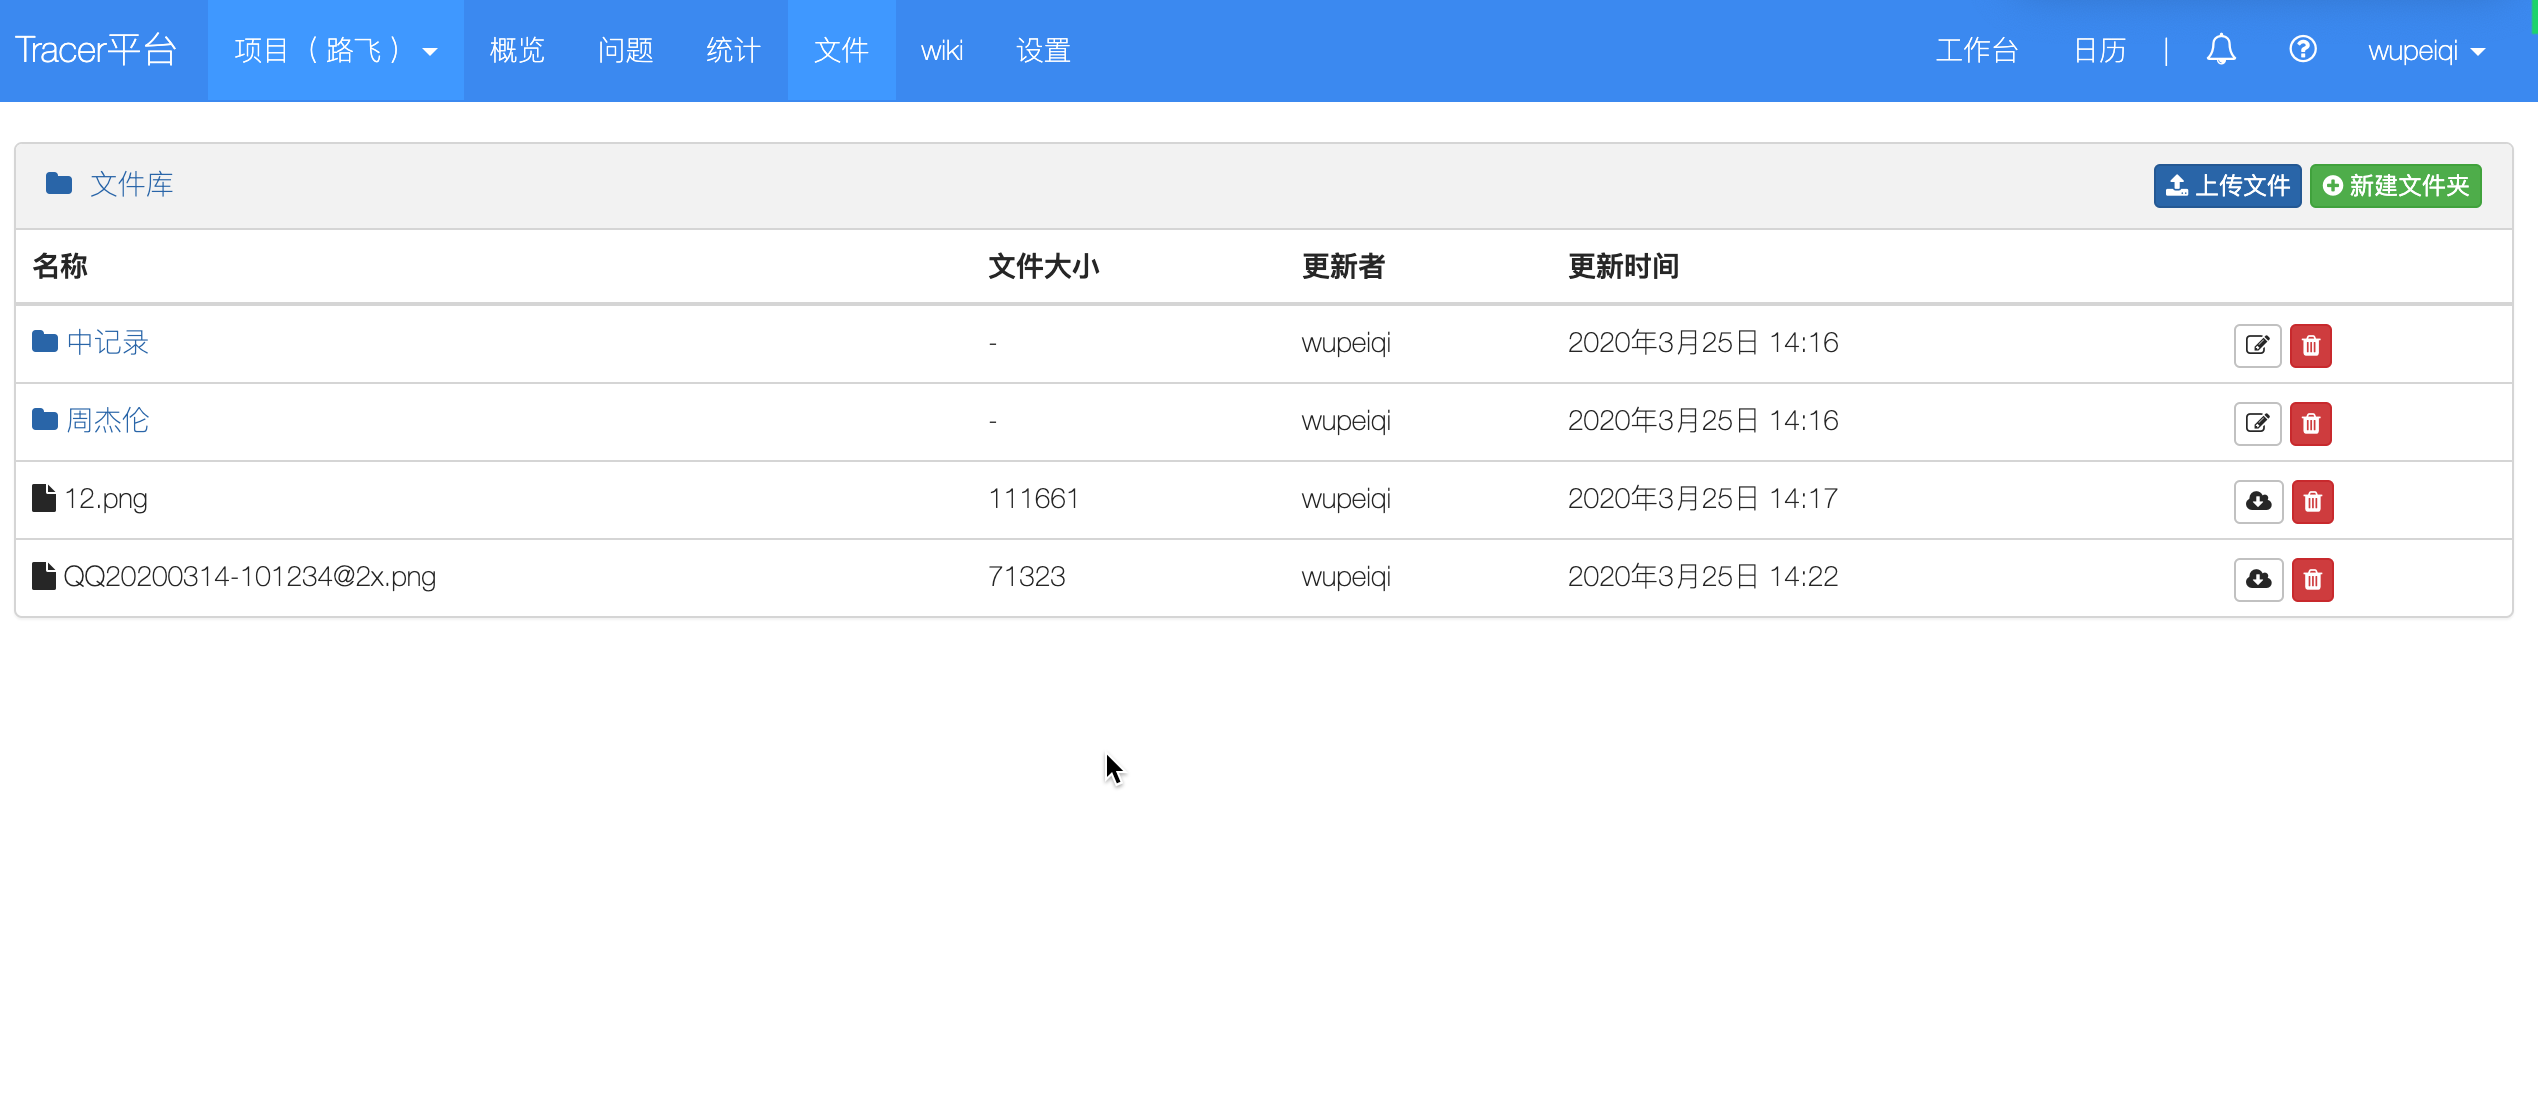 Tracer平台 项目（路飞） 概览 问题 统计 文件 wiki 设置 工作台 日历 | wupeiqi
文件库 上传文件 新建文件夹
名称 文件大小 更新者 更新时间
中记录 - wupeiqi 2020年3月25日 14:16
周杰伦 - wupeiqi 2020年3月25日 14:16
12.png 111661 wupeiqi 2020年3月25日 14:17
QQ20200314-101234@2x.png 71323 wupeiqi 2020年3月25日 14:22